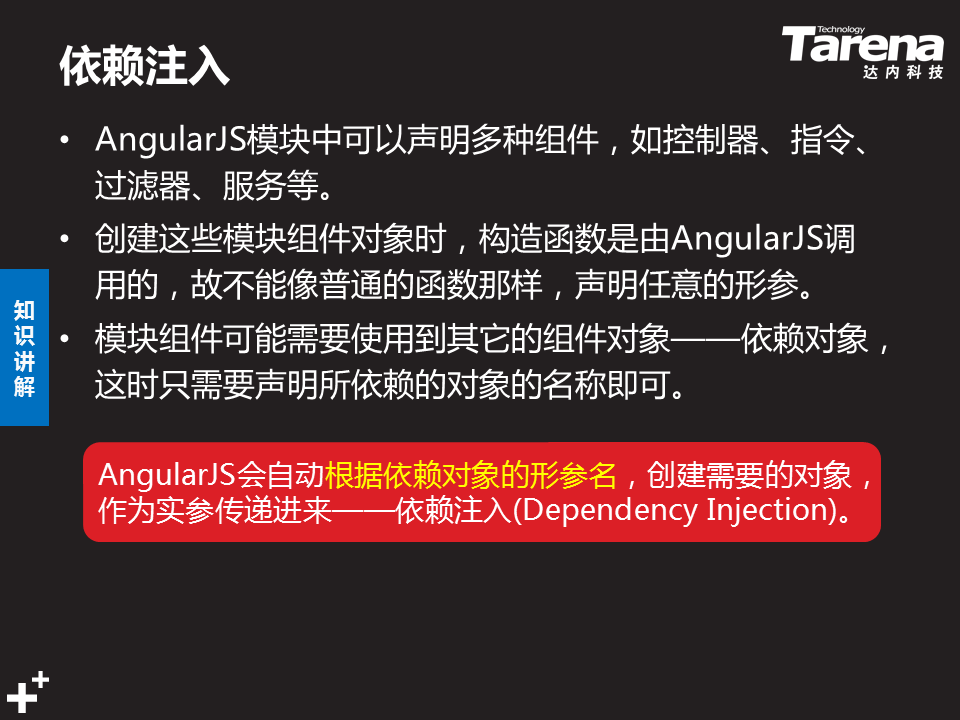 依赖注入
Technology
Tarena
达内科技
• AngularJS模块中可以声明多种组件，如控制器、指令、
过滤器、服务等。
• 创建这些模块组件对象时，构造函数是由AngularJS调
用的，故不能像普通的函数那样，声明任意的形参。
• 模块组件可能需要使用到其它的组件对象——依赖对象，
这时只需要声明所依赖的对象的名称即可。
知
识
讲
解
AngularJS会自动根据依赖对象的形参名，创建需要的对象，
作为实参传递进来——依赖注入(Dependency Injection)。